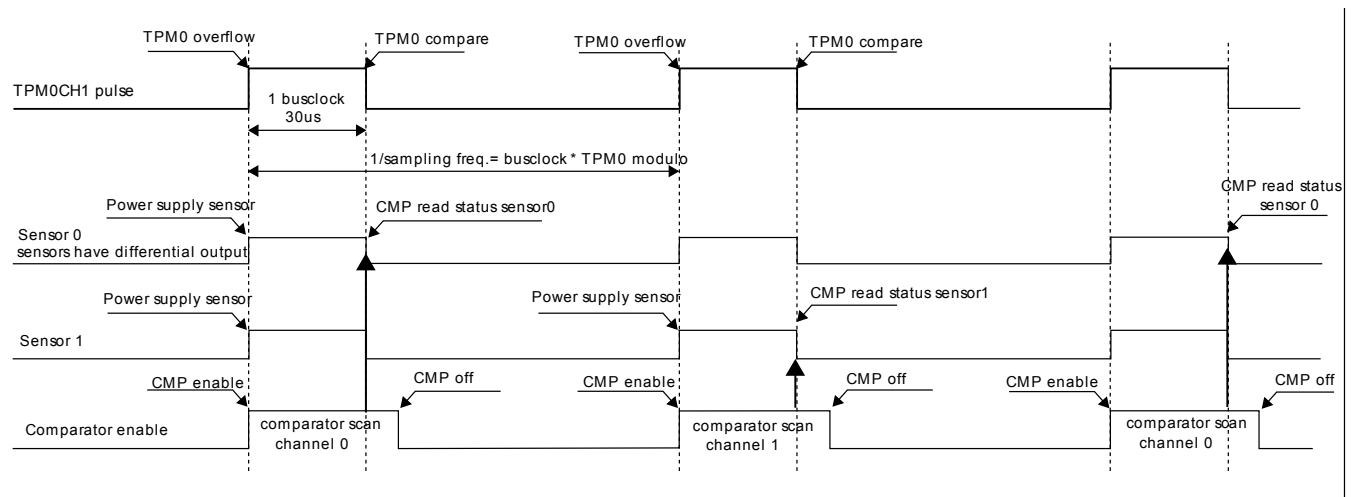 TPM0 overflow
TPM0 compare
TPM0 overflow
TPM0 compare
TPM0CH1 pulse
1 busclock
30us
1/sampling freq.= busclock * TPM0 modulo
Power supply sensor
CMP read status sensor0
CMP read status
sensor 0
Sensor 0
sensors have differential output
Power supply sensor
Power supply sensor
CMP read status sensor1
Sensor 1
CMP enable
CMP off
CMP enable
CMP off
CMP enable
CMP off
Comparator enable
comparator scan
channel 0
comparator scan
channel 1
comparator scan
channel 0